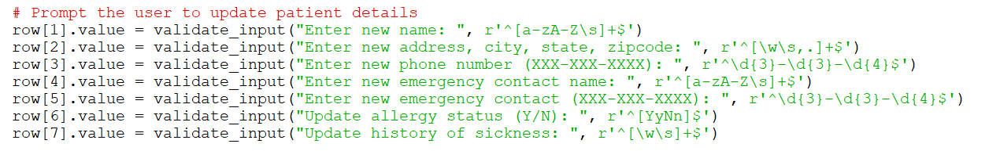 # Prompt the user to update patient details
row[1].value = validate_input("Enter new name: ", r'^[a-zA-Z\s]+$')
row[2].value = validate_input("Enter new address, city, state, zipcode: ", r'^[\w\s,.]+$')
row[3].value = validate_input("Enter new phone number (XXX-XXX-XXXX): ", r'^\d{3}-\d{3}-\d{4}$')
row[4].value = validate_input("Enter new emergency contact name: ", r'^[a-zA-Z\s]+$')
row[5].value = validate_input("Enter new emergency contact (XXX-XXX-XXXX): ", r'^\d{3}-\d{3}-\d{4}$')
row[6].value = validate_input("Update allergy status (Y/N): ", r'^[YyNn]$')
row[7].value = validate_input("Update history of sickness: ", r'^[\w\s]+$')